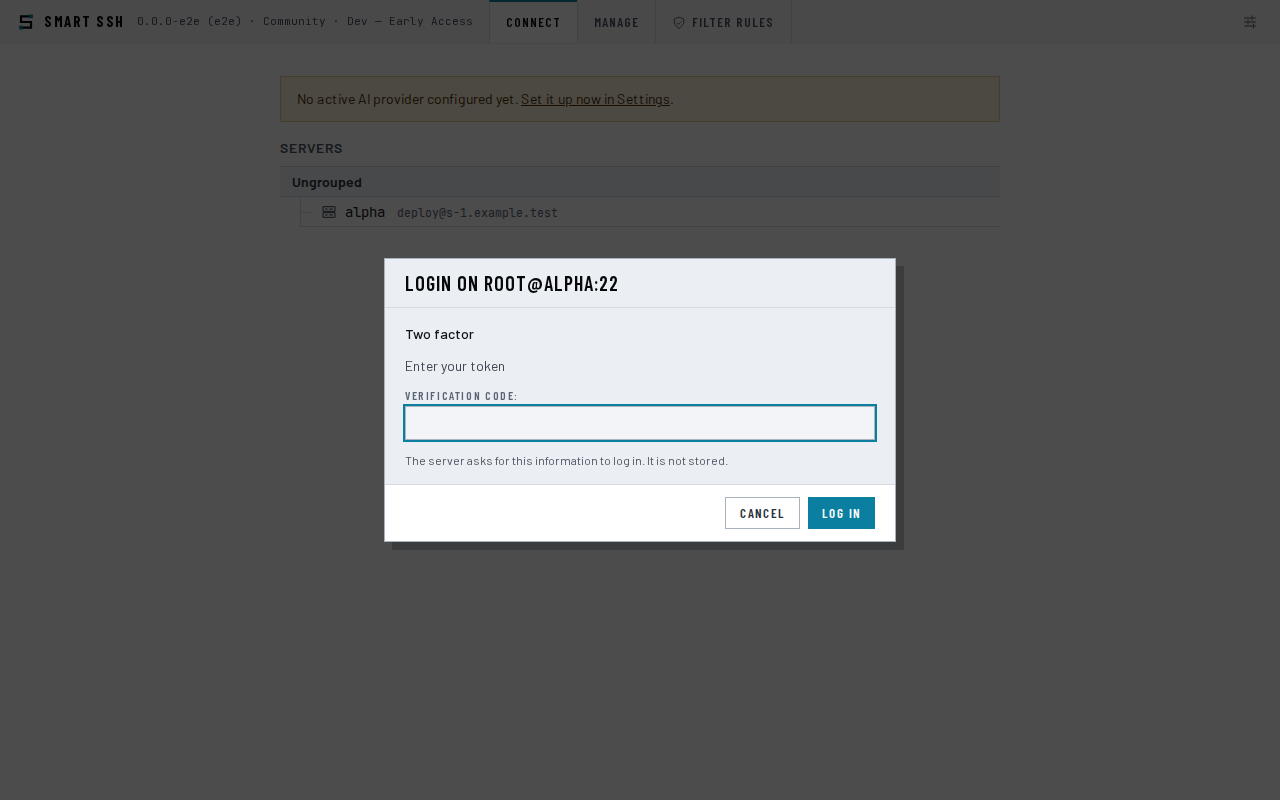 SMART SSH 0.0.0-e2e (e2e) · Community · Dev — Early Access CONNECT MANAGE FILTER RULES
No active AI provider configured yet. Set it up now in Settings.
SERVERS
Ungrouped
alpha deploy@s-1.example.test
LOGIN ON ROOT@ALPHA:22
Two factor
Enter your token
VERIFICATION CODE:
The server asks for this information to log in. It is not stored.
CANCEL LOG IN